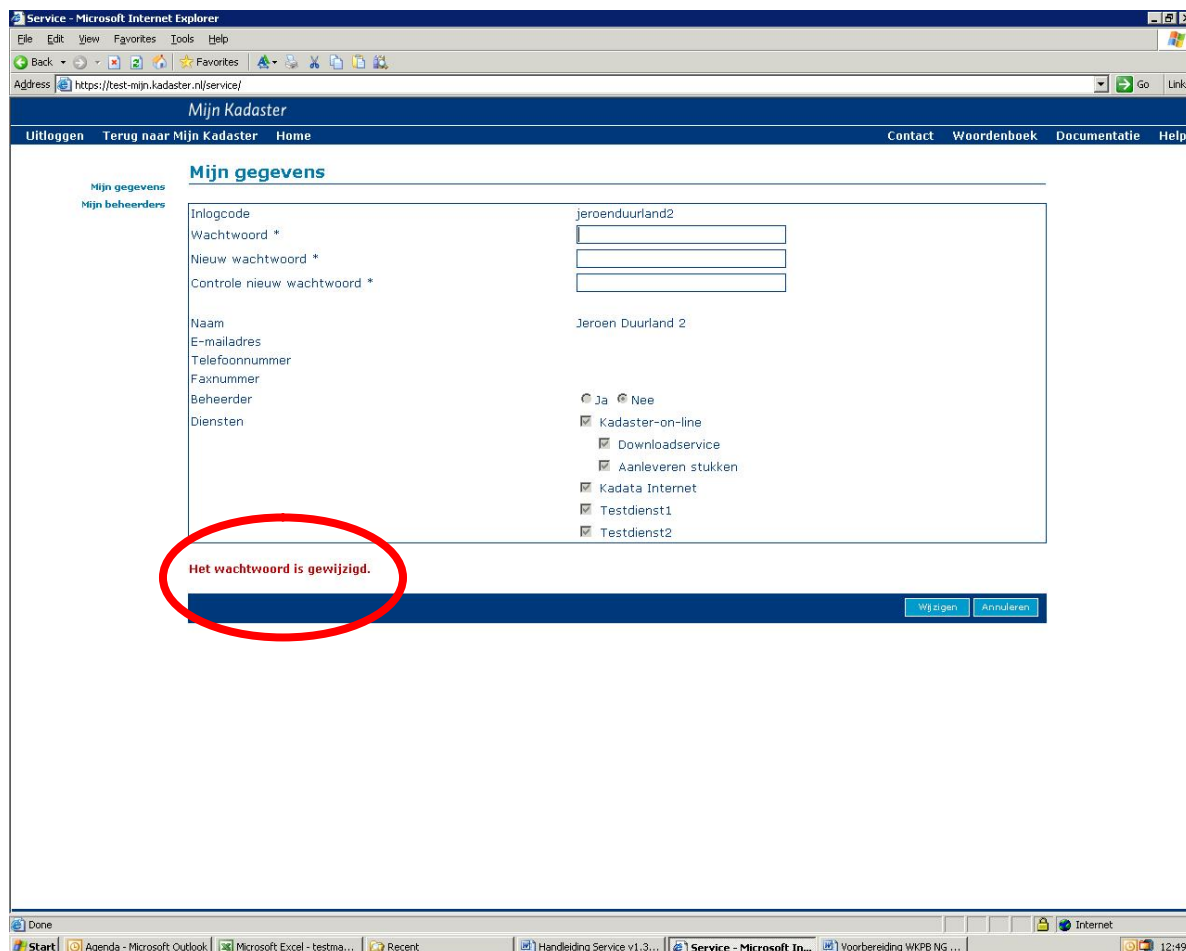 Service - Microsoft Internet Explorer
File Edit View Favorites Tools Help
Back Favorites
Address https://test-mijn.kadaster.nl/service/ Go Link
Mijn Kadaster
Uitloggen Terug naar Mijn Kadaster Home Contact Woordenboek Documentatie Help
Mijn gegevens
Mijn gegevens
Mijn beheerders
Inlogcode jeroenduurland2
Wachtwoord *
Nieuw wachtwoord *
Controle nieuw wachtwoord *
Naam Jeroen Duurland 2
E-mailadres
Telefoonnummer
Faxnummer
Beheerder Ja Nee
Diensten Kadaster-on-line
Downloadservice
Aanleveren stukken
Kadata Internet
Testdienst1
Testdienst2
Het wachtwoord is gewijzigd.
Wijzigen Annuleren
Done Internet
Start Agenda - Microsoft Outlook Microsoft Excel - testma... Recent Handleiding Service v1.3... Service - Microsoft In... Voorbereiding WKPB NG ... 12:49